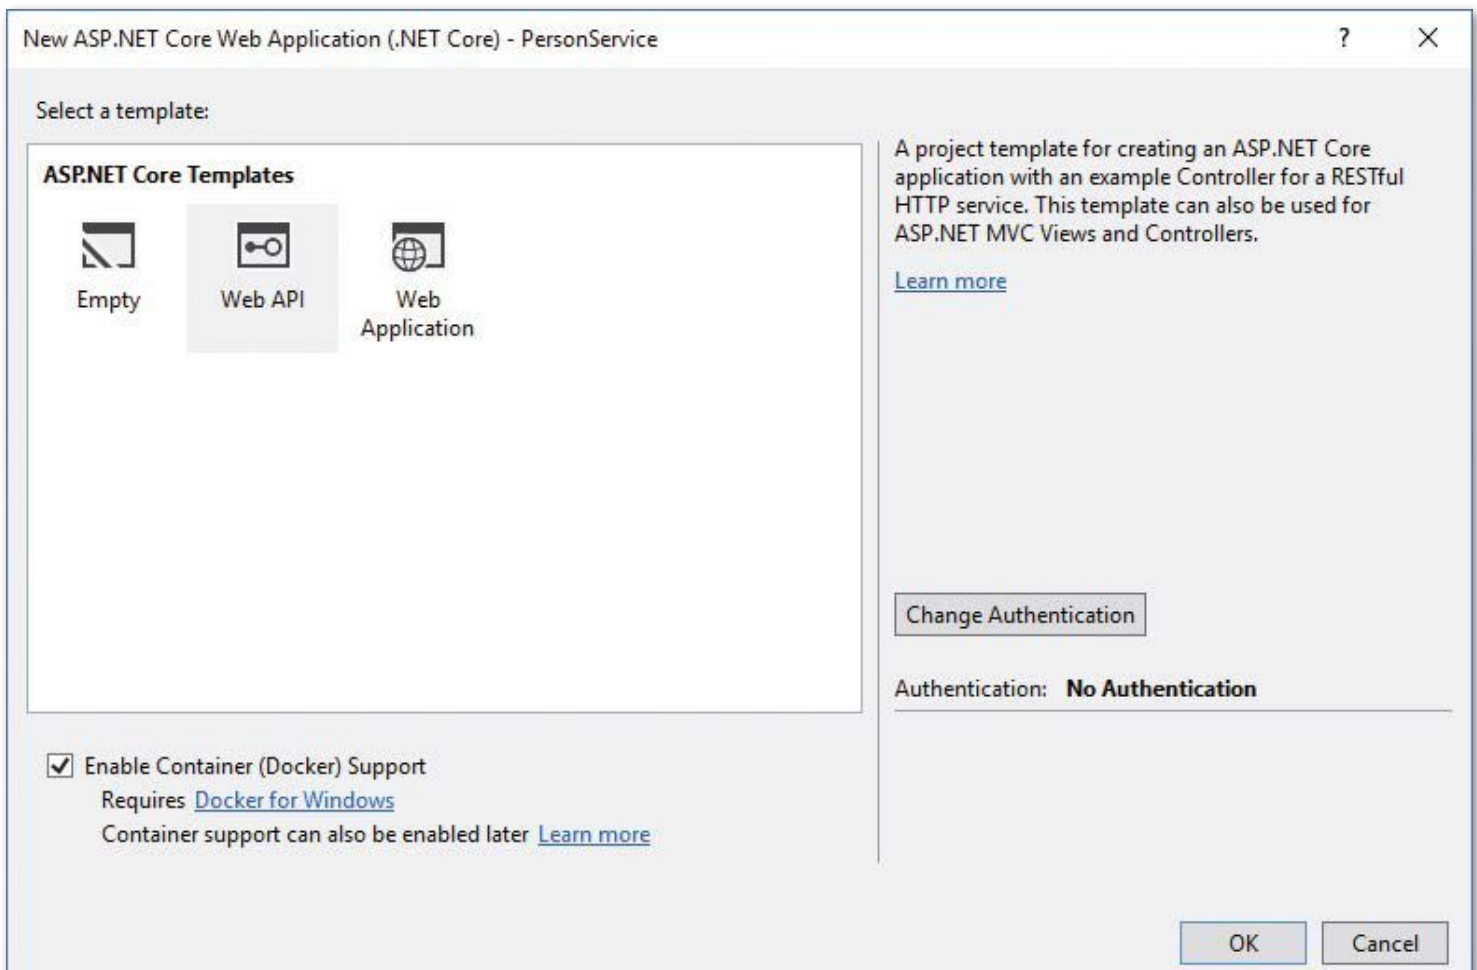 New ASP.NET Core Web Application (.NET Core) - PersonService
?
Select a template:
ASP.NET Core Templates
Empty
Web API
Web
Application
A project template for creating an ASP.NET Core
application with an example Controller for a RESTful
HTTP service. This template can also be used for
ASP.NET MVC Views and Controllers.
Learn more
Change Authentication
Authentication: No Authentication
Enable Container (Docker) Support
Requires Docker for Windows
Container support can also be enabled later Learn more
OK
Cancel